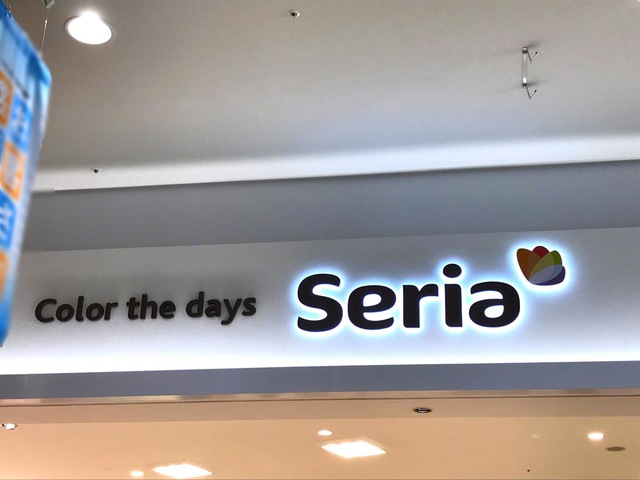 Color the days Seria